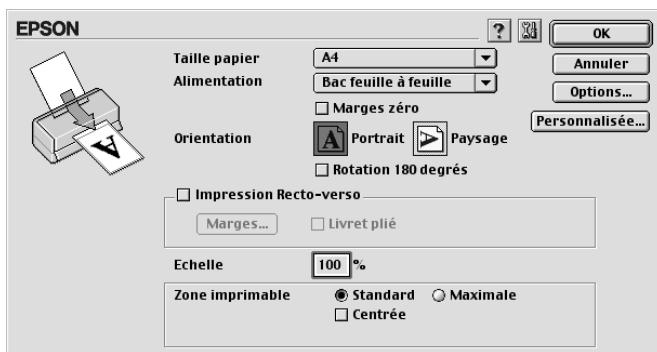 EPSON
? OK
Taille papier A4 Annuler
Alimentation Bac feuille à feuille Options...
Marges zéro Personnalisée...
Orientation A Portrait A Paysage
Rotation 180 degrés
Impression Recto-verso
Marges... Livret plié
Echelle 100 %
Zone imprimable Standard Maximale
Centrée
A